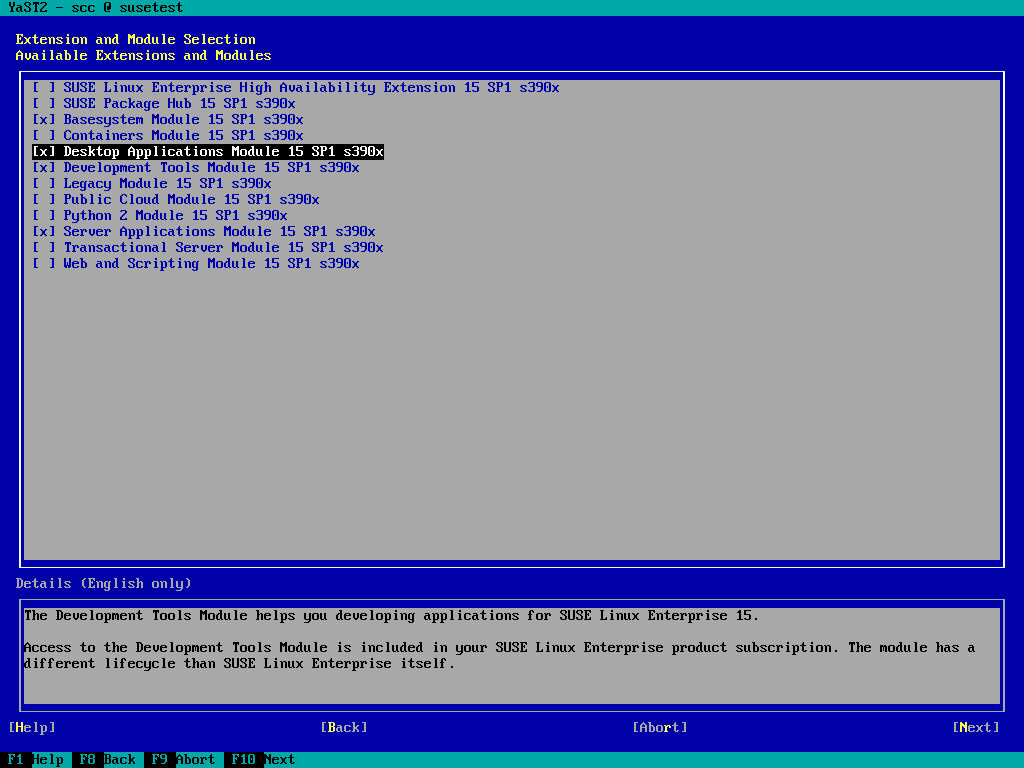 YaST2 - scc @ susetest
Extension and Module Selection
Available Extensions and Modules
[ ] SUSE Linux Enterprise High Availability Extension 15 SP1 s390x
[ ] SUSE Package Hub 15 SP1 s390x
[x] Basesystem Module 15 SP1 s390x
[ ] Containers Module 15 SP1 s390x
[x] Desktop Applications Module 15 SP1 s390x
[x] Development Tools Module 15 SP1 s390x
[ ] Legacy Module 15 SP1 s390x
[ ] Public Cloud Module 15 SP1 s390x
[ ] Python 2 Module 15 SP1 s390x
[x] Server Applications Module 15 SP1 s390x
[ ] Transactional Server Module 15 SP1 s390x
[ ] Web and Scripting Module 15 SP1 s390x
Details (English only)
The Development Tools Module helps you developing applications for SUSE Linux Enterprise 15.
Access to the Development Tools Module is included in your SUSE Linux Enterprise product subscription. The module has a
different lifecycle than SUSE Linux Enterprise itself.
[Help] [Back] [Abort] [Next]
F1 Help F8 Back F9 Abort F10 Next